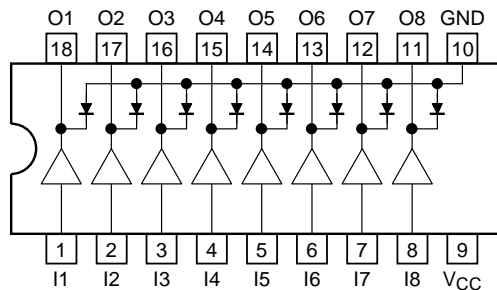 O1 O2 O3 O4 O5 O6 O7 O8 GND
18 17 16 15 14 13 12 11 10
1 2 3 4 5 6 7 8 9
I1 I2 I3 I4 I5 I6 I7 I8 VCC